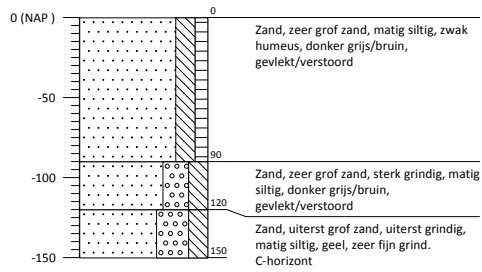 0 (NAP )
0
Zand, zeer grof zand, matig siltig, zwak
humeus, donker grijs/bruin,
gevlekt/verstoord
-50
90
-100
Zand, zeer grof zand, sterk grindig, matig
siltig, donker grijs/bruin,
gevlekt/verstoord
120
Zand, uiterst grof zand, uiterst grindig,
matig siltig, geel, zeer fijn grind.
C-horizont
-150
150